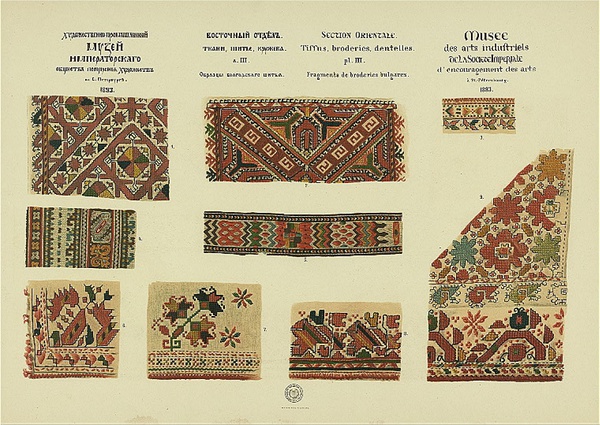 Художественно-промышленный
Музей
Императорскаго
Общества поощренія художествъ
въ С. Петербургѣ.
1883.
Восточный отдѣлъ.
Ткани, шитье, кружева.
л. III.
Образцы болгарскаго шитья.
Section Orientale.
Tissus, broderies, dentelles.
pl. III.
Fragments de broderies bulgares.
Musée
des arts industriels
de la Société Impériale
d'encouragement des arts
à St. Pétersbourg.
1883.